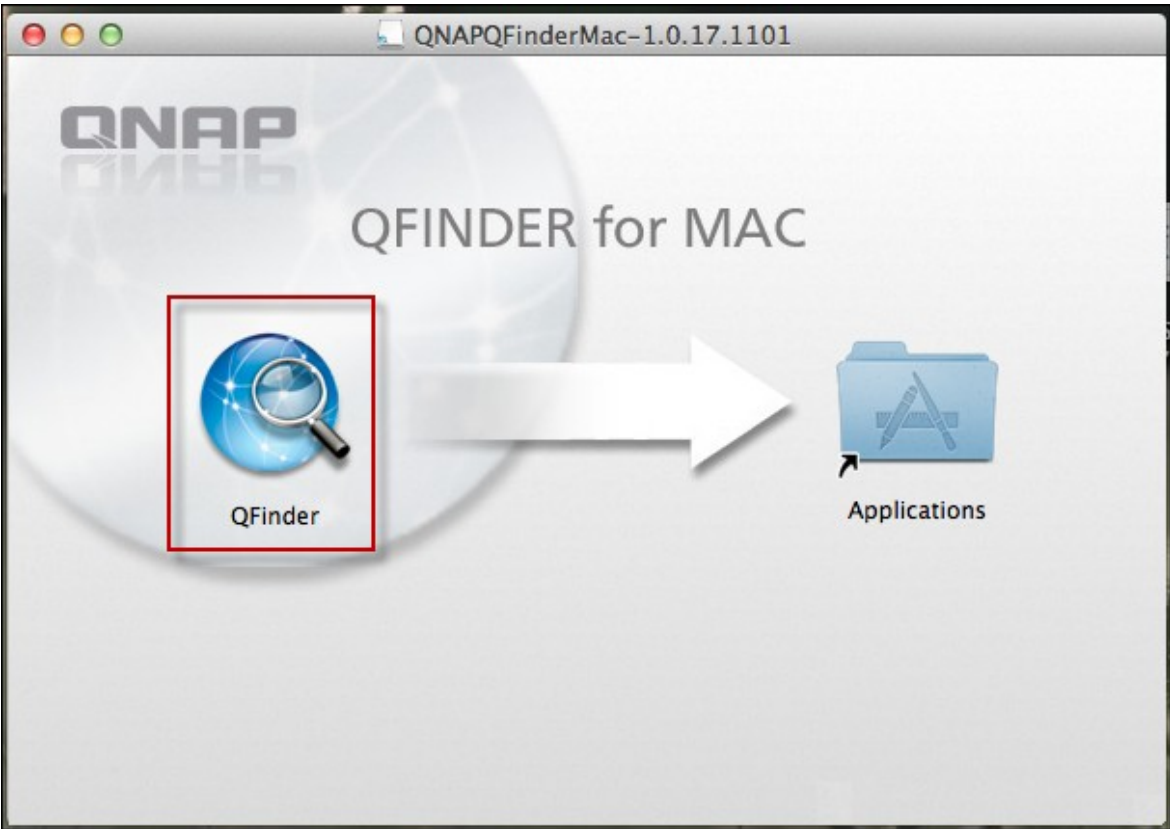 QNAPQFinderMac-1.0.17.1101
QNAP
QFINDER for MAC
QFinder
Applications